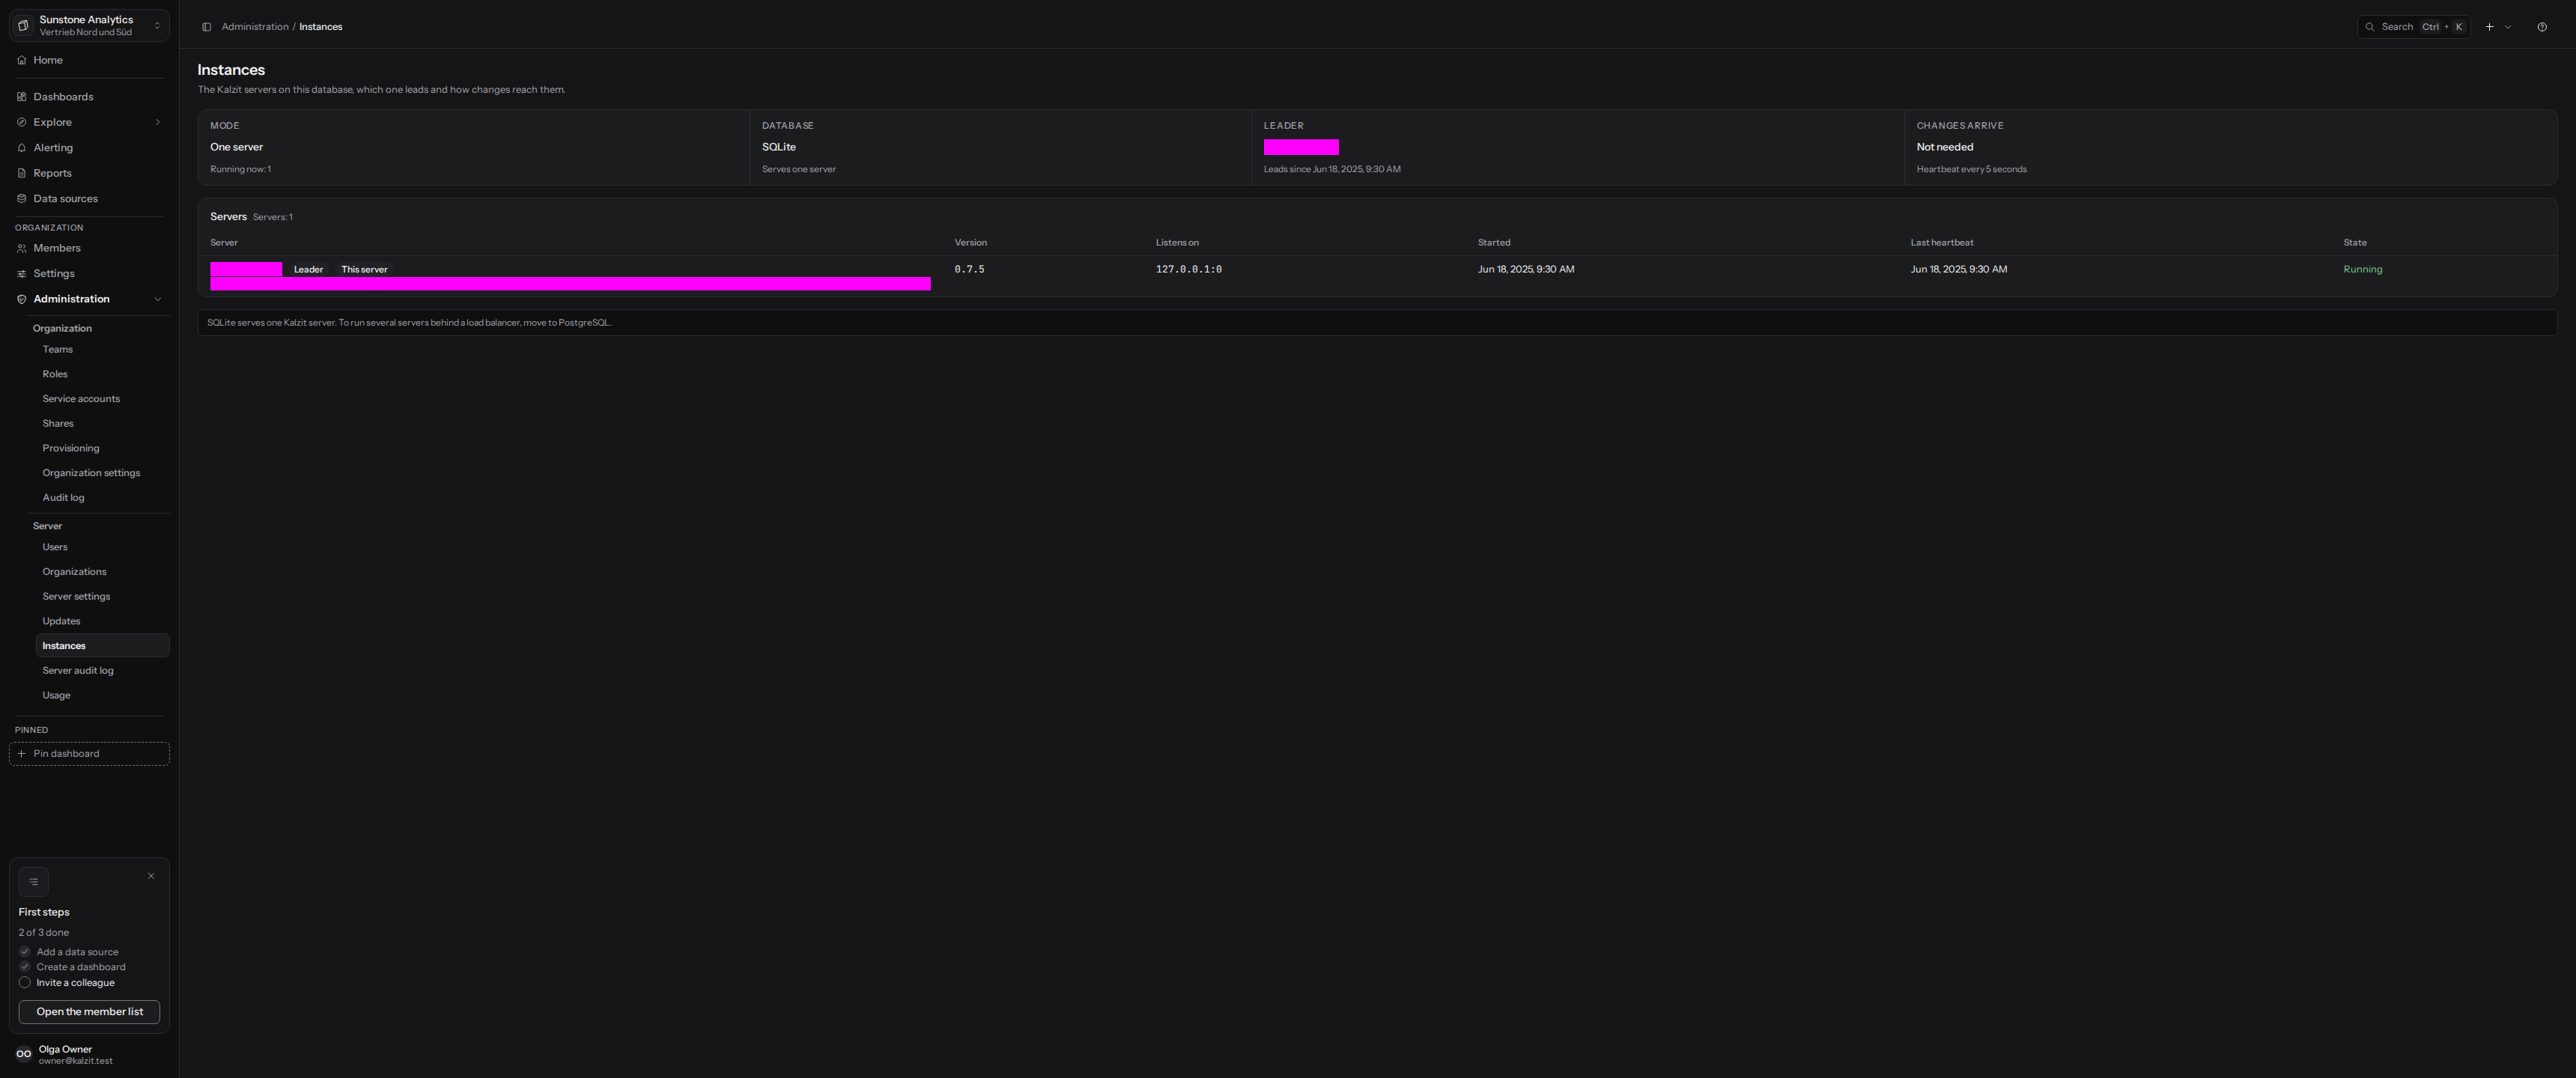 Sunstone Analytics
Vertrieb Nord und Süd
Home
Dashboards
Explore
Alerting
Reports
Data sources
ORGANIZATION
Members
Settings
Administration
Organization
Teams
Roles
Service accounts
Shares
Provisioning
Organization settings
Audit log
Server
Users
Organizations
Server settings
Updates
Instances
Server audit log
Usage
PINNED
Pin dashboard
First steps
2 of 3 done
Add a data source
Create a dashboard
Invite a colleague
Open the member list
OO
Olga Owner
owner@kalzit.test
Administration / Instances
Search Ctrl + K
Instances
The Kalzit servers on this database, which one leads and how changes reach them.
MODE
One server
Running now: 1
DATABASE
SQLite
Serves one server
LEADER
Leads since Jun 18, 2025, 9:30 AM
CHANGES ARRIVE
Not needed
Heartbeat every 5 seconds
Servers Servers: 1
Server Version Listens on Started Last heartbeat State
Leader This server 0.7.5 127.0.0.1:0 Jun 18, 2025, 9:30 AM Jun 18, 2025, 9:30 AM Running
SQLite serves one Kalzit server. To run several servers behind a load balancer, move to PostgreSQL.